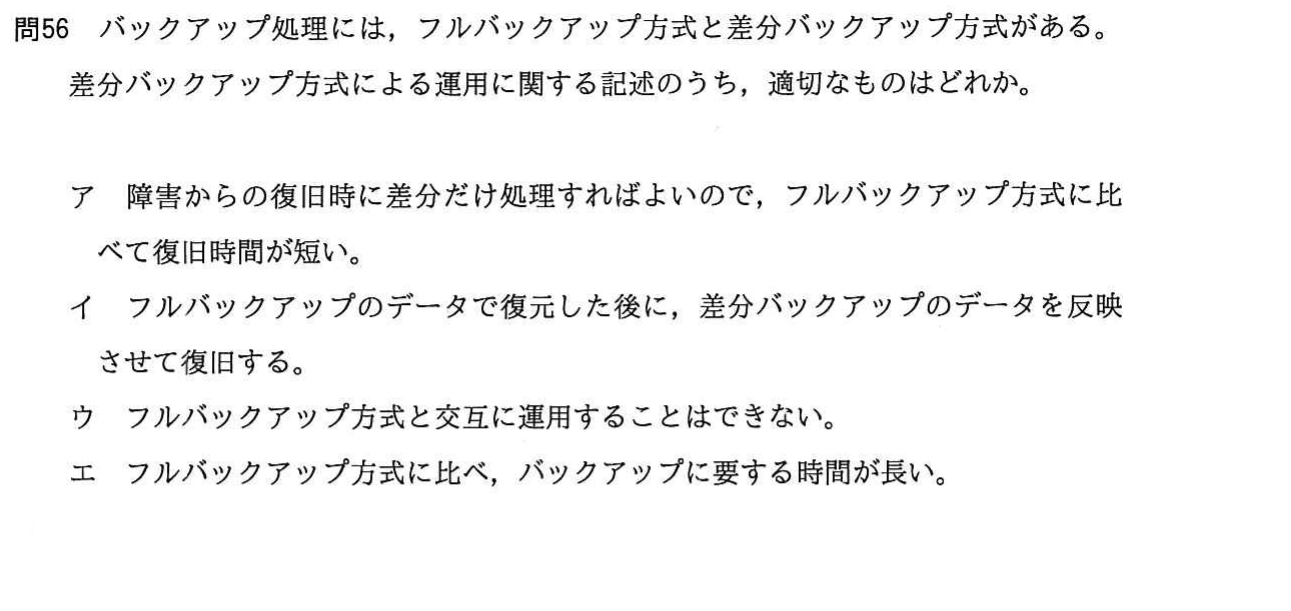 問56　バックアップ処理には，フルバックアップ方式と差分バックアップ方式がある。
差分バックアップ方式による運用に関する記述のうち，適切なものはどれか。
ア　障害からの復旧時に差分だけ処理すればよいので，フルバックアップ方式に比
べて復旧時間が短い。
イ　フルバックアップのデータで復元した後に，差分バックアップのデータを反映
させて復旧する。
ウ　フルバックアップ方式と交互に運用することはできない。
エ　フルバックアップ方式に比べ，バックアップに要する時間が長い。